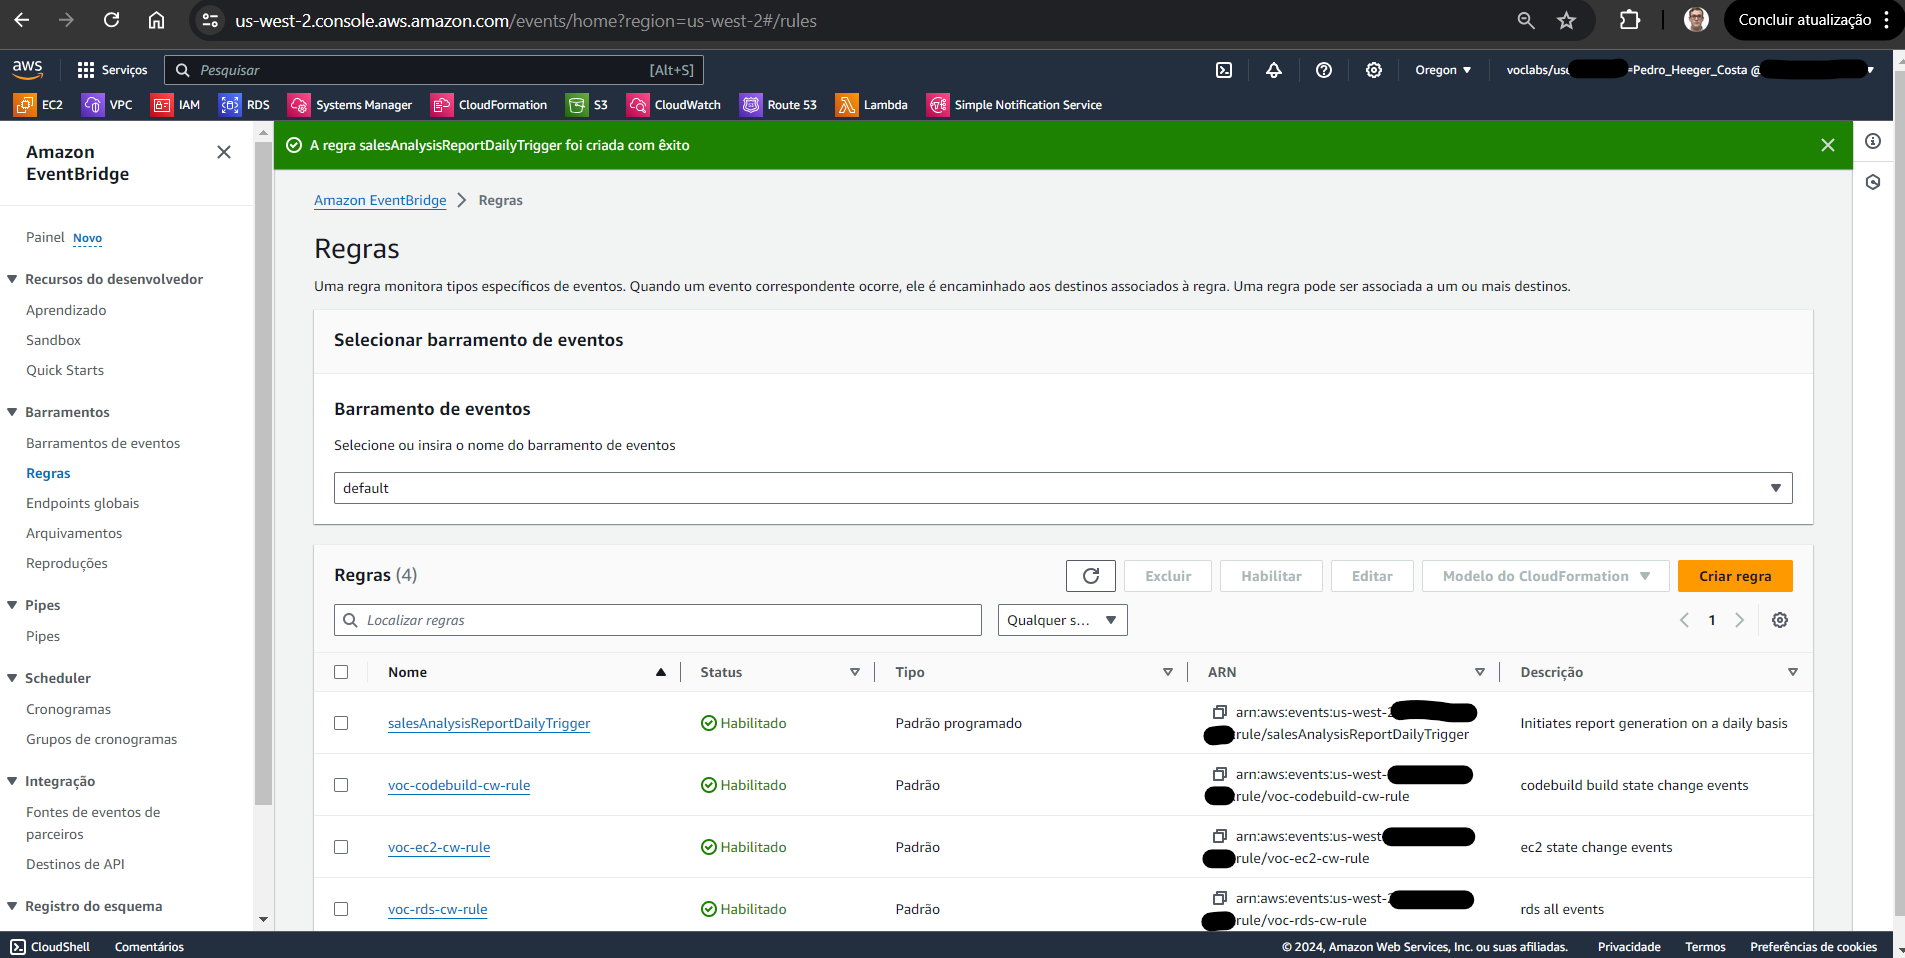 us-west-2.console.aws.amazon.com/events/home?region=us-west-2#/rules
Concluir atualização
aws
Serviços
Pesquisar
[Alt+S]
Oregon
voclabs/use
=Pedro_Heeger_Costa @
EC2
VPC
IAM
RDS
Systems Manager
CloudFormation
S3
CloudWatch
Route 53
Lambda
Simple Notification Service
Amazon
EventBridge
Painel Novo
Recursos do desenvolvedor
Aprendizado
Sandbox
Quick Starts
Barramentos
Barramentos de eventos
Regras
Endpoints globais
Arquivamentos
Reproduções
Pipes
Pipes
Scheduler
Cronogramas
Grupos de cronogramas
Integração
Fontes de eventos de
parceiros
Destinos de API
Registro do esquema
A regra salesAnalysisReportDailyTrigger foi criada com êxito
Amazon EventBridge
Regras
Regras
Uma regra monitora tipos específicos de eventos. Quando um evento correspondente ocorre, ele é encaminhado aos destinos associados à regra. Uma regra pode ser associada a um ou mais destinos.
Selecionar barramento de eventos
Barramento de eventos
Selecione ou insira o nome do barramento de eventos
default
Regras (4)
Excluir
Habilitar
Editar
Modelo do CloudFormation
Criar regra
Localizar regras
Qualquer s...
1
Nome
Status
Tipo
ARN
Descrição
salesAnalysisReportDailyTrigger
Habilitado
Padrão programado
arn:aws:events:us-west-2
rule/salesAnalysisReportDailyTrigger
Initiates report generation on a daily basis
voc-codebuild-cw-rule
Habilitado
Padrão
arn:aws:events:us-west-
rule/voc-codebuild-cw-rule
codebuild build state change events
voc-ec2-cw-rule
Habilitado
Padrão
arn:aws:events:us-west
rule/voc-ec2-cw-rule
ec2 state change events
voc-rds-cw-rule
Habilitado
Padrão
arn:aws:events:us-west-
rule/voc-rds-cw-rule
rds all events
CloudShell
Comentários
© 2024, Amazon Web Services, Inc. ou suas afiliadas.
Privacidade
Termos
Preferências de cookies